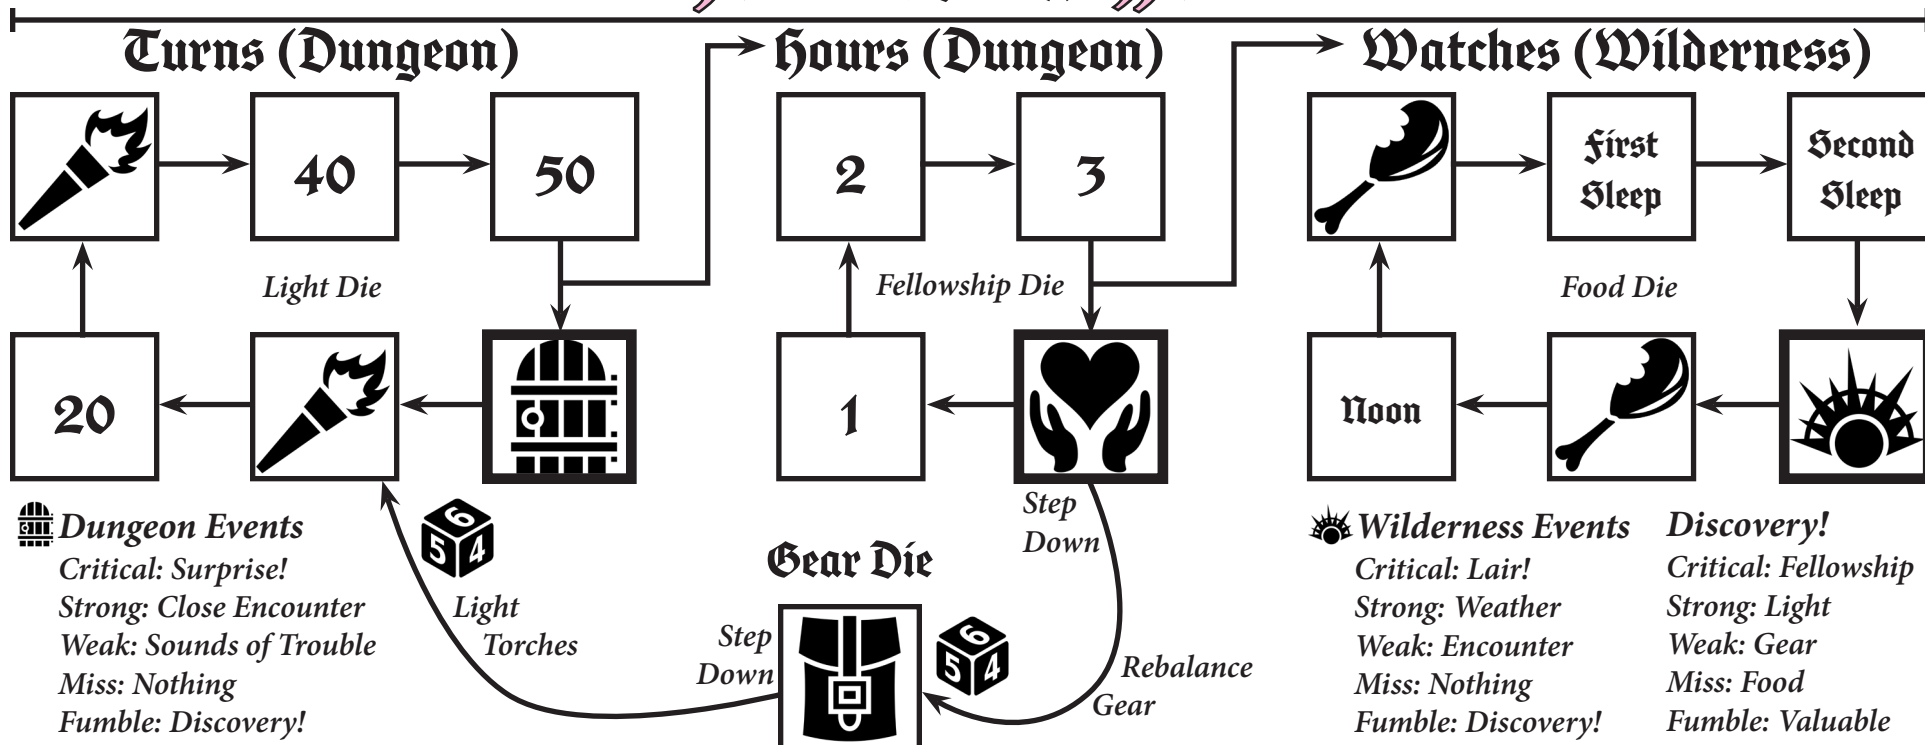 Turns (Dungeon)
40
50
Light Die
20
Hours (Dungeon)
2
3
Fellowship Die
1
Watches (Wilderness)
First
Sleep
Second
Sleep
Food Die
Noon
Dungeon Events
Critical: Surprise!
Strong: Close Encounter
Weak: Sounds of Trouble
Miss: Nothing
Fumble: Discovery!
6
5 4
Light
Torches
Gear Die
Step
Down
6
5 4
Step
Down
Rebalance
Gear
Wilderness Events
Critical: Lair!
Strong: Weather
Weak: Encounter
Miss: Nothing
Fumble: Discovery!
Discovery!
Critical: Fellowship
Strong: Light
Weak: Gear
Miss: Food
Fumble: Valuable